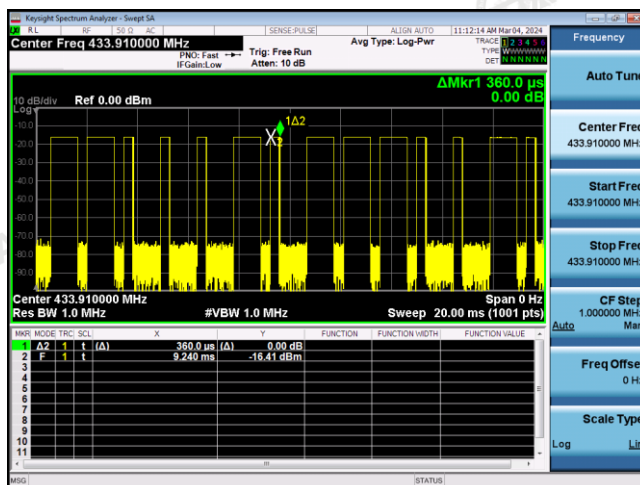 Keysight Spectrum Analyzer - Swept SA
RL RF 50 Ω AC SENSE:PULSE ALIGN AUTO 11:12:14 AM Mar 04, 2024
Center Freq 433.910000 MHz Avg Type: Log-Pwr TRACE 1 2 3 4 5 6
PNO: Fast Trig: Free Run TYPE WWWWWW
IFGain:Low Atten: 10 dB DET N N N N N N
ΔMkr1 360.0 µs
0.00 dB
10 dB/div Ref 0.00 dBm
Log
-10.0
-20.0
-30.0
-40.0
-50.0
-60.0
-70.0
-80.0
-90.0
1Δ2
X2
Center 433.910000 MHz Span 0 Hz
Res BW 1.0 MHz #VBW 1.0 MHz Sweep 20.00 ms (1001 pts)
MKR MODE TRC SCL X Y FUNCTION FUNCTION WIDTH FUNCTION VALUE
1 Δ2 1 t (Δ) 360.0 µs (Δ) 0.00 dB
2 F 1 t 9.240 ms -16.41 dBm
3
4
5
6
7
8
9
10
11
MSG STATUS
Frequency
Auto Tune
Center Freq
433.910000 MHz
Start Freq
433.910000 MHz
Stop Freq
433.910000 MHz
CF Step
1.000000 MHz
Auto Man
Freq Offset
0 Hz
Scale Type
Log Lin